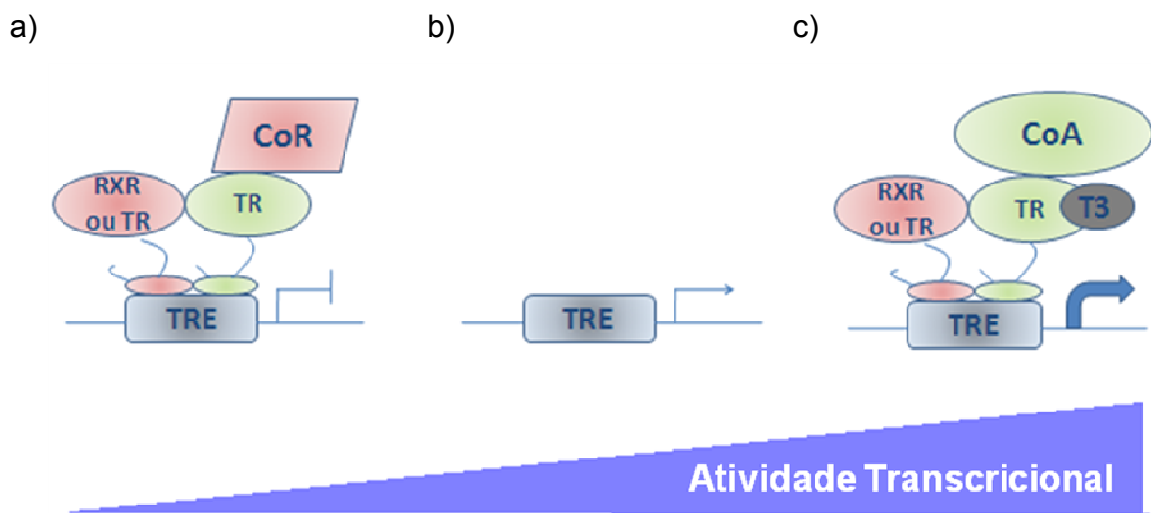 a)
b)
c)
CoR
RXR
ou TR
TR
TRE
TRE
CoA
RXR
ou TR
TR
T3
TRE
Atividade Transcricional